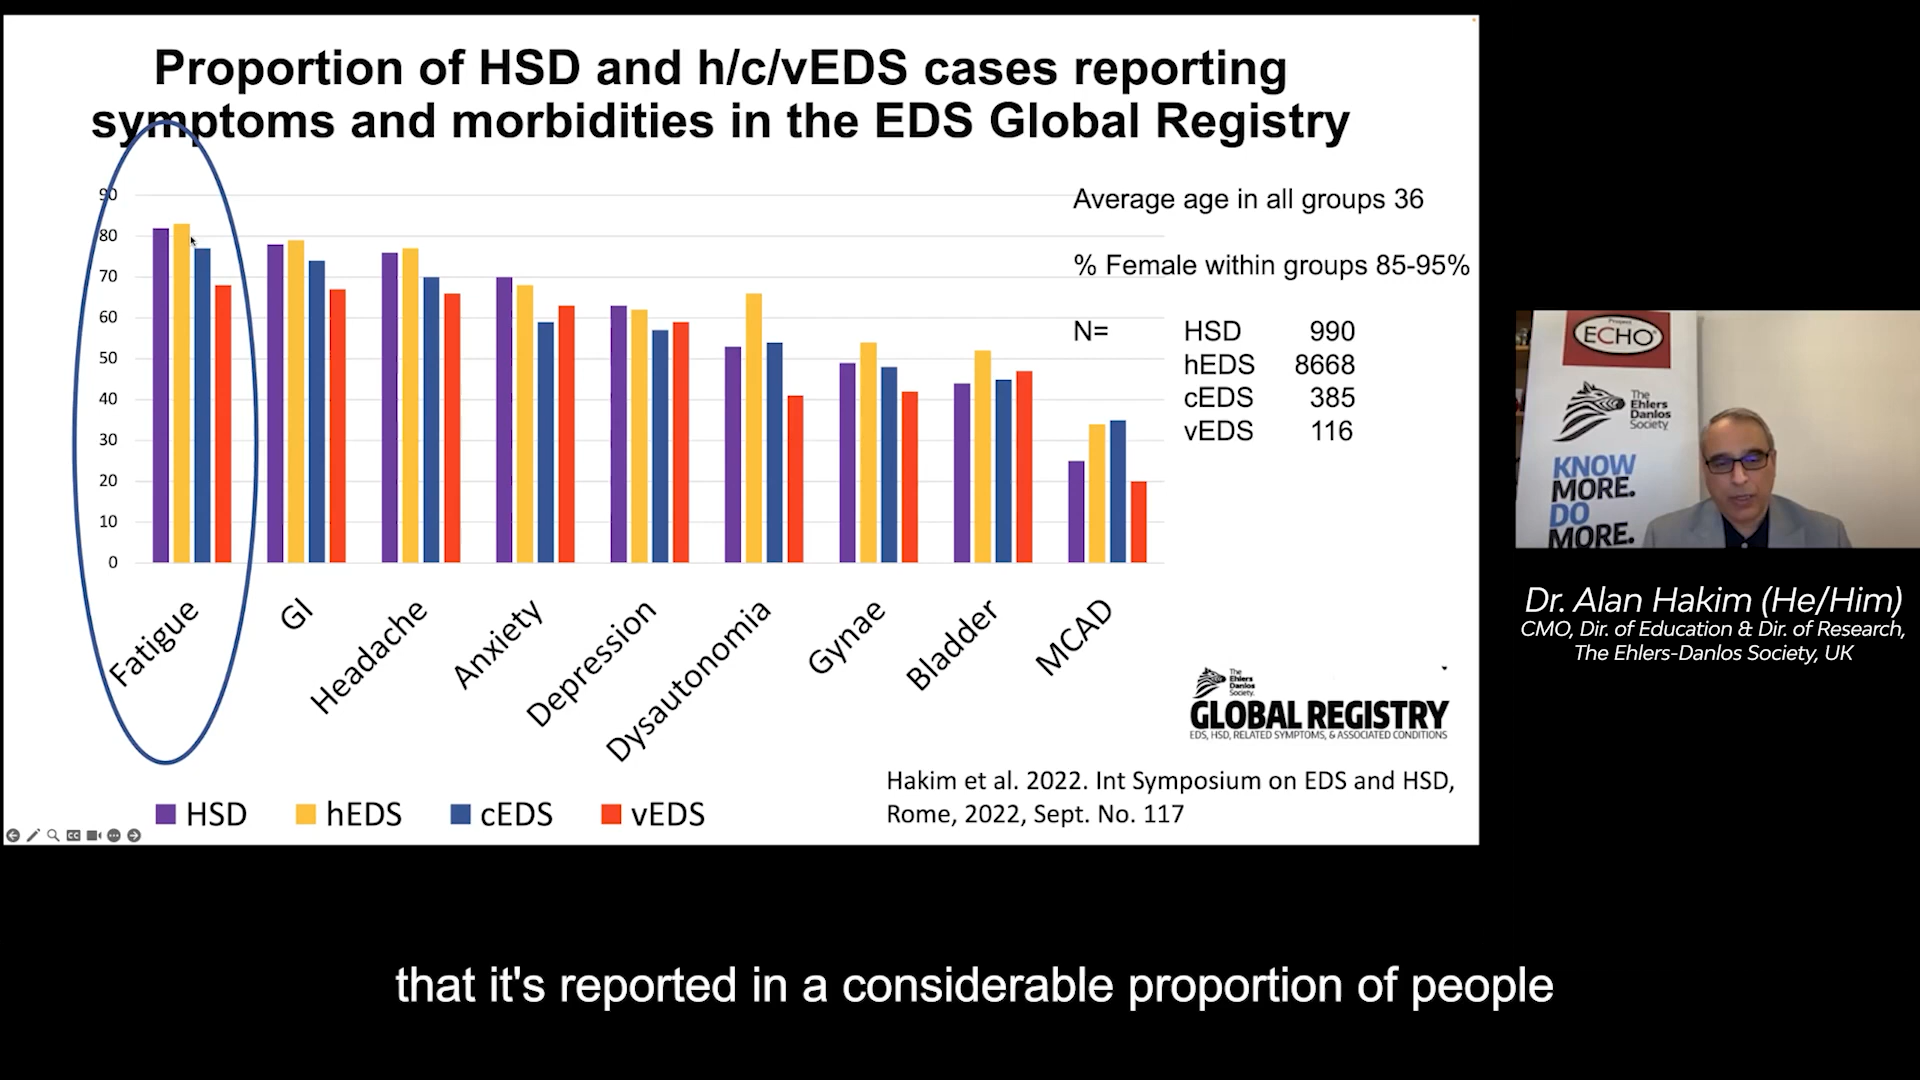 Proportion of HSD and h/c/vEDS cases reporting
symptoms and morbidities in the EDS Global Registry
90
80
70
60
50
40
30
20
10
0
Fatigue
GI
Headache
Anxiety
Depression
Dysautonomia
Gynae
Bladder
MCAD
HSD hEDS cEDS vEDS
Average age in all groups 36
% Female within groups 85-95%
N= HSD 990
hEDS 8668
cEDS 385
vEDS 116
The
Ehlers
Danlos
Society.
GLOBAL REGISTRY
EDS, HSD, RELATED SYMPTOMS, & ASSOCIATED CONDITIONS
Hakim et al. 2022. Int Symposium on EDS and HSD,
Rome, 2022, Sept. No. 117
Project
ECHO®
The
Ehlers
Danlos
Society
KNOW
MORE.
DO
MORE.
Dr. Alan Hakim (He/Him)
CMO, Dir. of Education & Dir. of Research,
The Ehlers-Danlos Society, UK
that it's reported in a considerable proportion of people